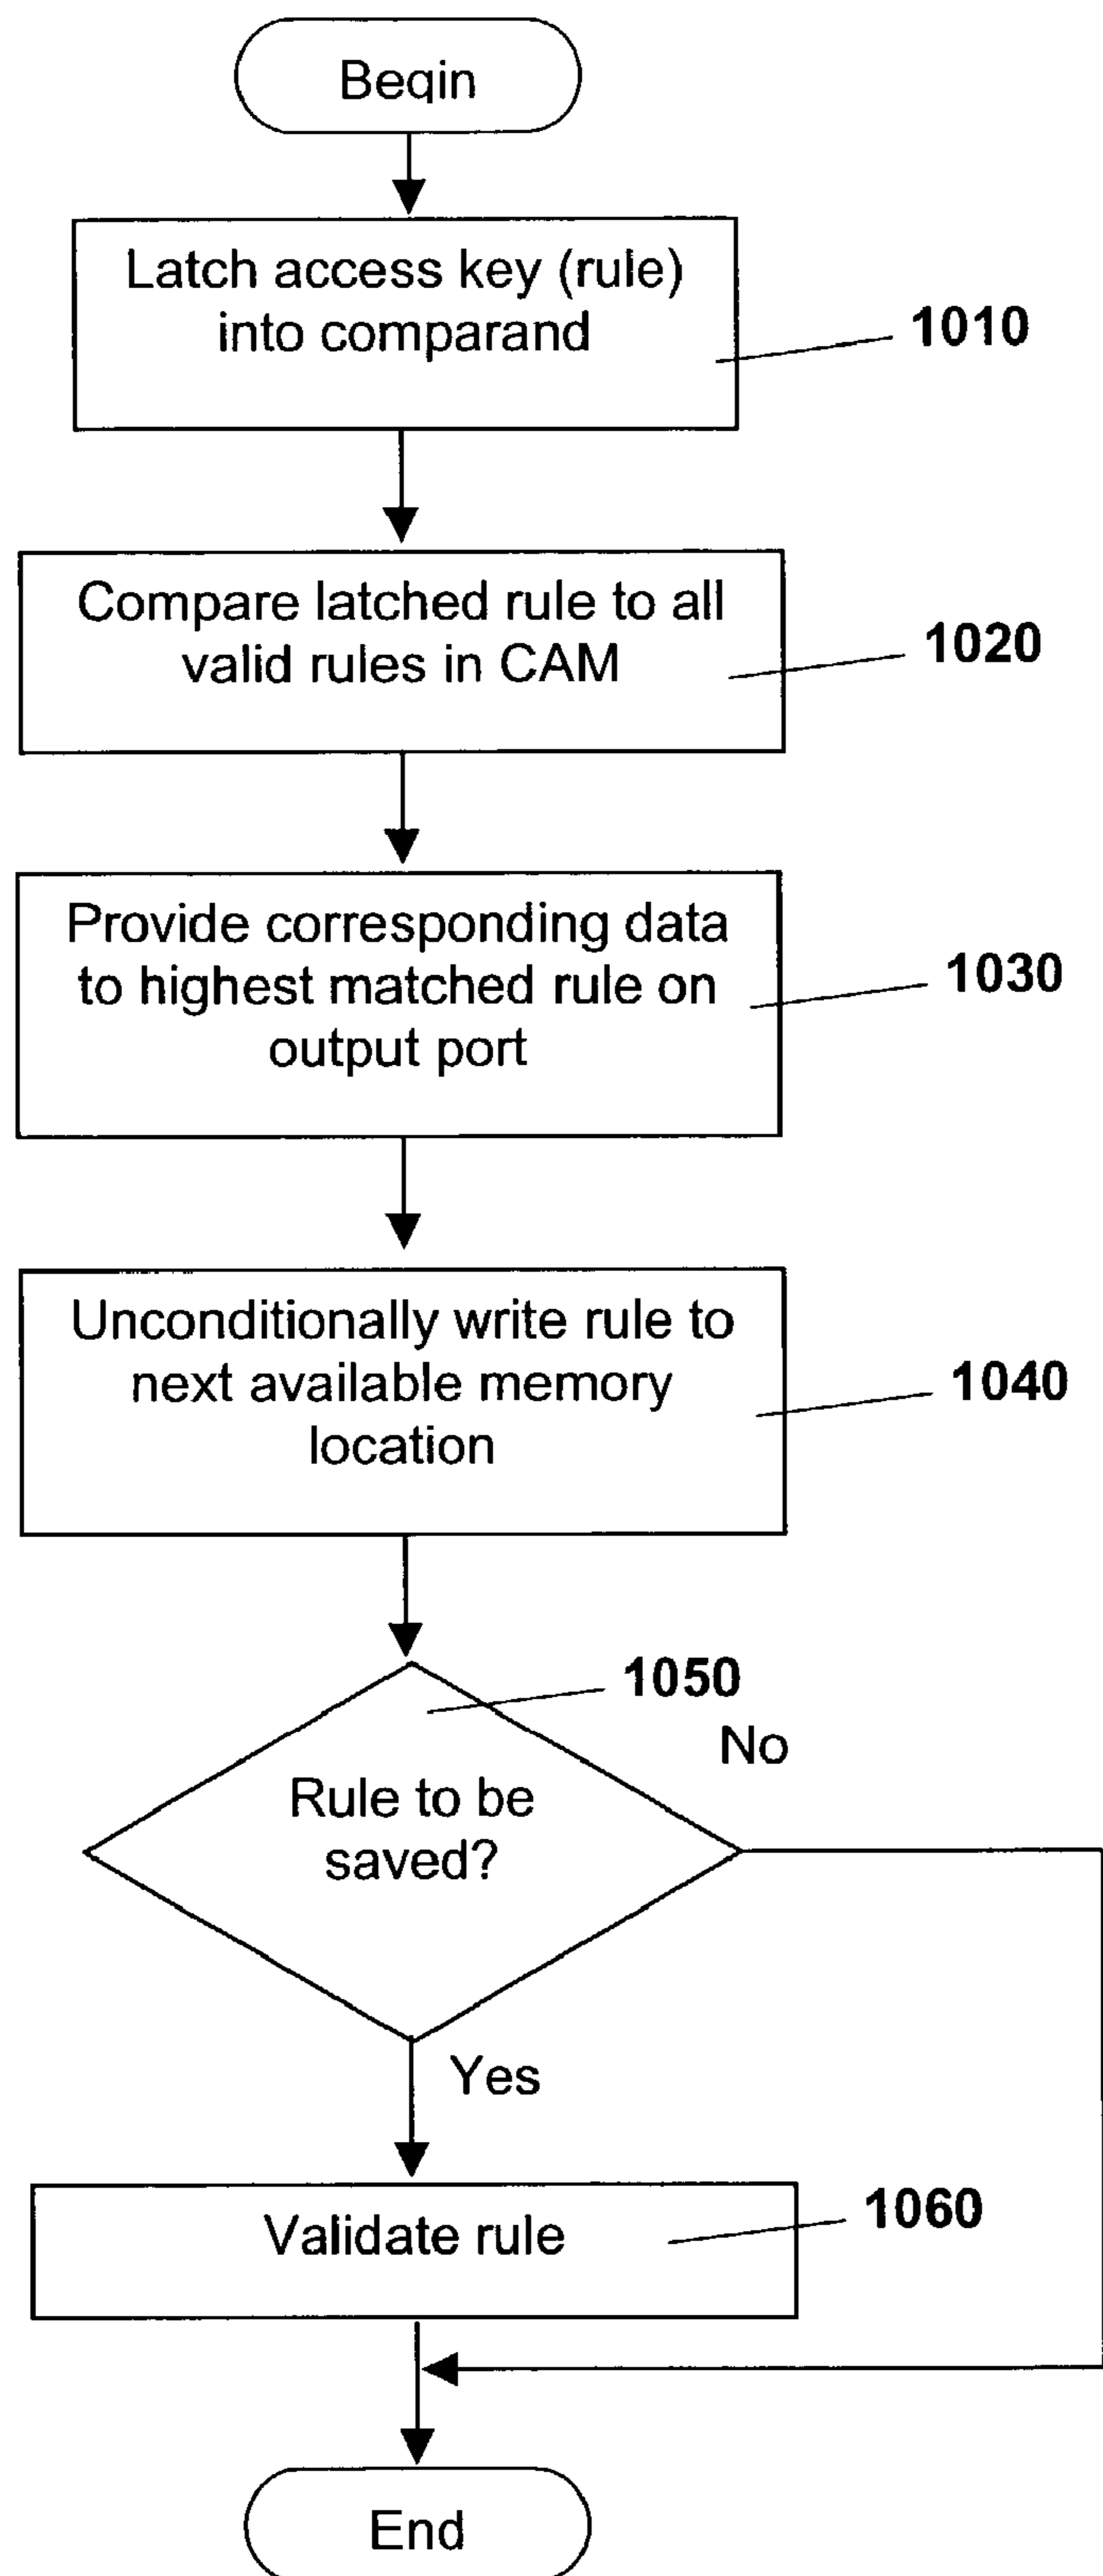 Begin
Latch access key (rule)
into comparand
1010
Compare latched rule to all
valid rules in CAM
1020
Provide corresponding data
to highest matched rule on
output port
1030
Unconditionally write rule to
next available memory
location
1040
1050
No
Rule to be
saved?
Yes
Validate rule
1060
End